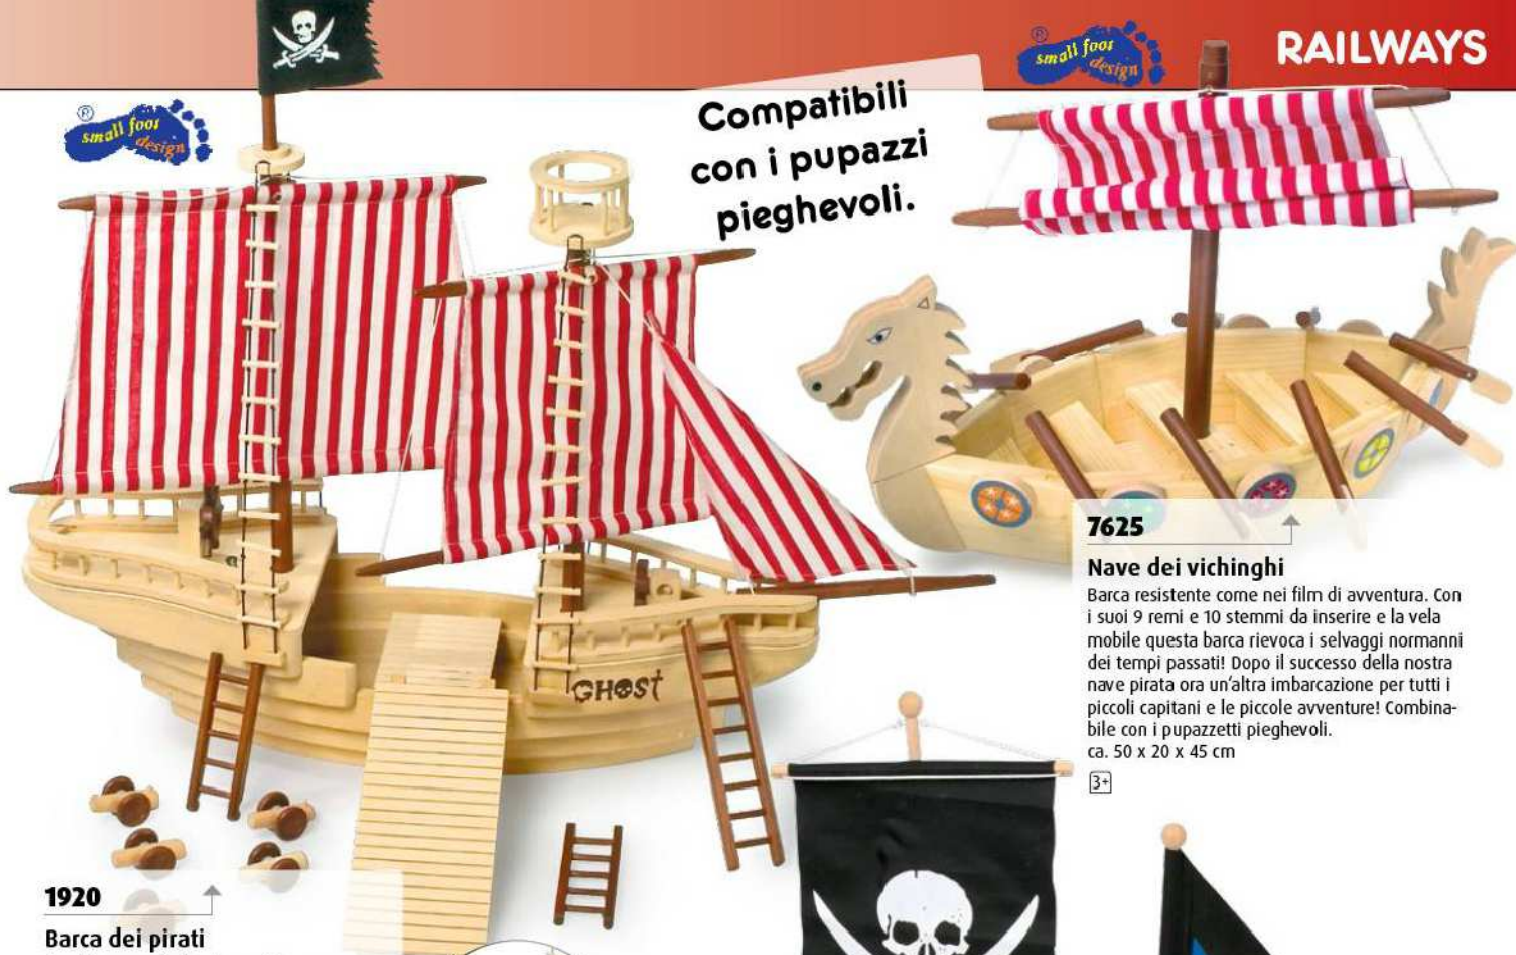 RAILWAYS
small foot
design
®
small foot
design
®
Compatibili
con i pupazzi
pieghevoli.
GHOST
7625
Nave dei vichinghi
Barca resistente come nei film di avventura. Con
i suoi 9 remi e 10 stemmi da inserire e la vela
mobile questa barca rievoca i selvaggi normanni
dei tempi passati! Dopo il successo della nostra
nave pirata ora un'altra imbarcazione per tutti i
piccoli capitani e le piccole avventure! Combina-
bile con i pupazzetti pieghevoli.
ca. 50 x 20 x 45 cm
3+
1920
Barca dei pirati